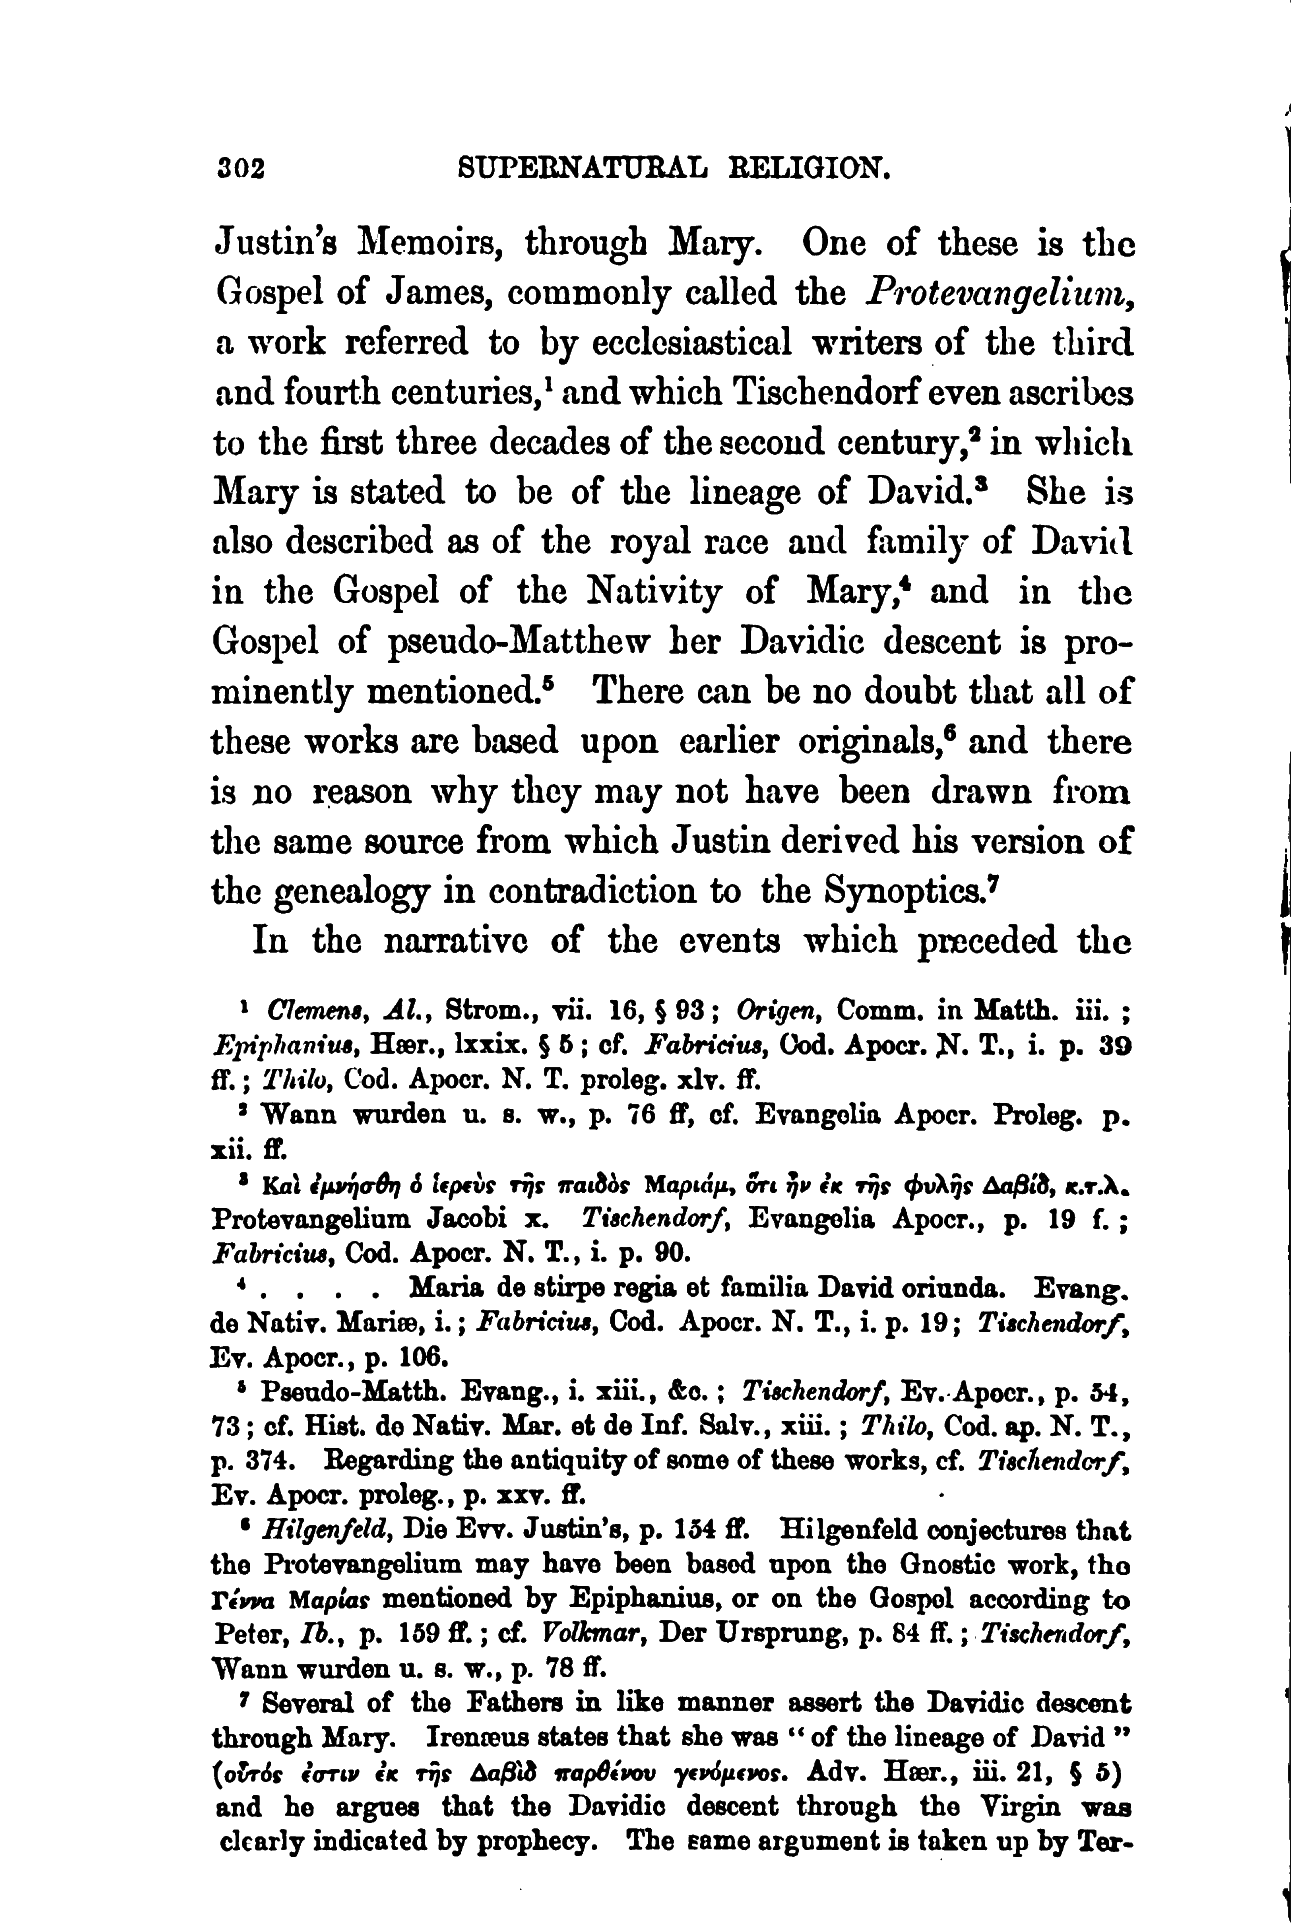 302 SUPERNATURAL RELIGION.
Justin's Memoirs, through Mary. One of these is the
Gospel of James, commonly called the Protevangelium,
a work referred to by ecclesiastical writers of the third
and fourth centuries,¹ and which Tischendorf even ascribes
to the first three decades of the second century,² in which
Mary is stated to be of the lineage of David.³ She is
also described as of the royal race and family of David
in the Gospel of the Nativity of Mary,⁴ and in the
Gospel of pseudo-Matthew her Davidic descent is pro-
minently mentioned.⁵ There can be no doubt that all of
these works are based upon earlier originals,⁶ and there
is no reason why they may not have been drawn from
the same source from which Justin derived his version of
the genealogy in contradiction to the Synoptics.⁷
In the narrative of the events which preceded the
¹ Clemens, Al., Strom., vii. 16, § 93; Origen, Comm. in Matth. iii. ;
Epiphanius, Hær., lxxix. § 5; cf. Fabricius, Cod. Apocr. N. T., i. p. 39
ff.; Thilo, Cod. Apocr. N. T. proleg. xlv. ff.
² Wann wurden u. s. w., p. 76 ff, cf. Evangelia Apocr. Proleg. p.
xii. ff.
³ Καὶ ἐμνήσθη ὁ ἱερεὺς τῆς παιδὸς Μαριάμ, ὅτι ἦν ἐκ τῆς φυλῆς Δαβίδ, κ.τ.λ.
Protevangelium Jacobi x. Tischendorf, Evangelia Apocr., p. 19 f.;
Fabricius, Cod. Apocr. N. T., i. p. 90.
⁴ . . . . Maria de stirpe regia et familia David oriunda. Evang.
de Nativ. Mariæ, i.; Fabricius, Cod. Apocr. N. T., i. p. 19; Tischendorf,
Ev. Apocr., p. 106.
⁵ Pseudo-Matth. Evang., i. xiii., &c.; Tischendorf, Ev. Apocr., p. 54,
73; cf. Hist. de Nativ. Mar. et de Inf. Salv., xiii.; Thilo, Cod. ap. N. T.,
p. 374. Regarding the antiquity of some of these works, cf. Tischendorf,
Ev. Apocr. proleg., p. xxv. ff.
⁶ Hilgenfeld, Die Evv. Justin's, p. 154 ff. Hilgenfeld conjectures that
the Protevangelium may have been based upon the Gnostic work, the
Γέννα Μαρίας mentioned by Epiphanius, or on the Gospel according to
Peter, Ib., p. 159 ff.; cf. Volkmar, Der Ursprung, p. 84 ff.; Tischendorf,
Wann wurden u. s. w., p. 78 ff.
⁷ Several of the Fathers in like manner assert the Davidic descent
through Mary. Irenæus states that she was "of the lineage of David"
(οὗτός ἐστιν ἐκ τῆς Δαβὶδ παρθένου γενόμενος. Adv. Hær., iii. 21, § 5)
and he argues that the Davidic descent through the Virgin was
clearly indicated by prophecy. The same argument is taken up by Ter-